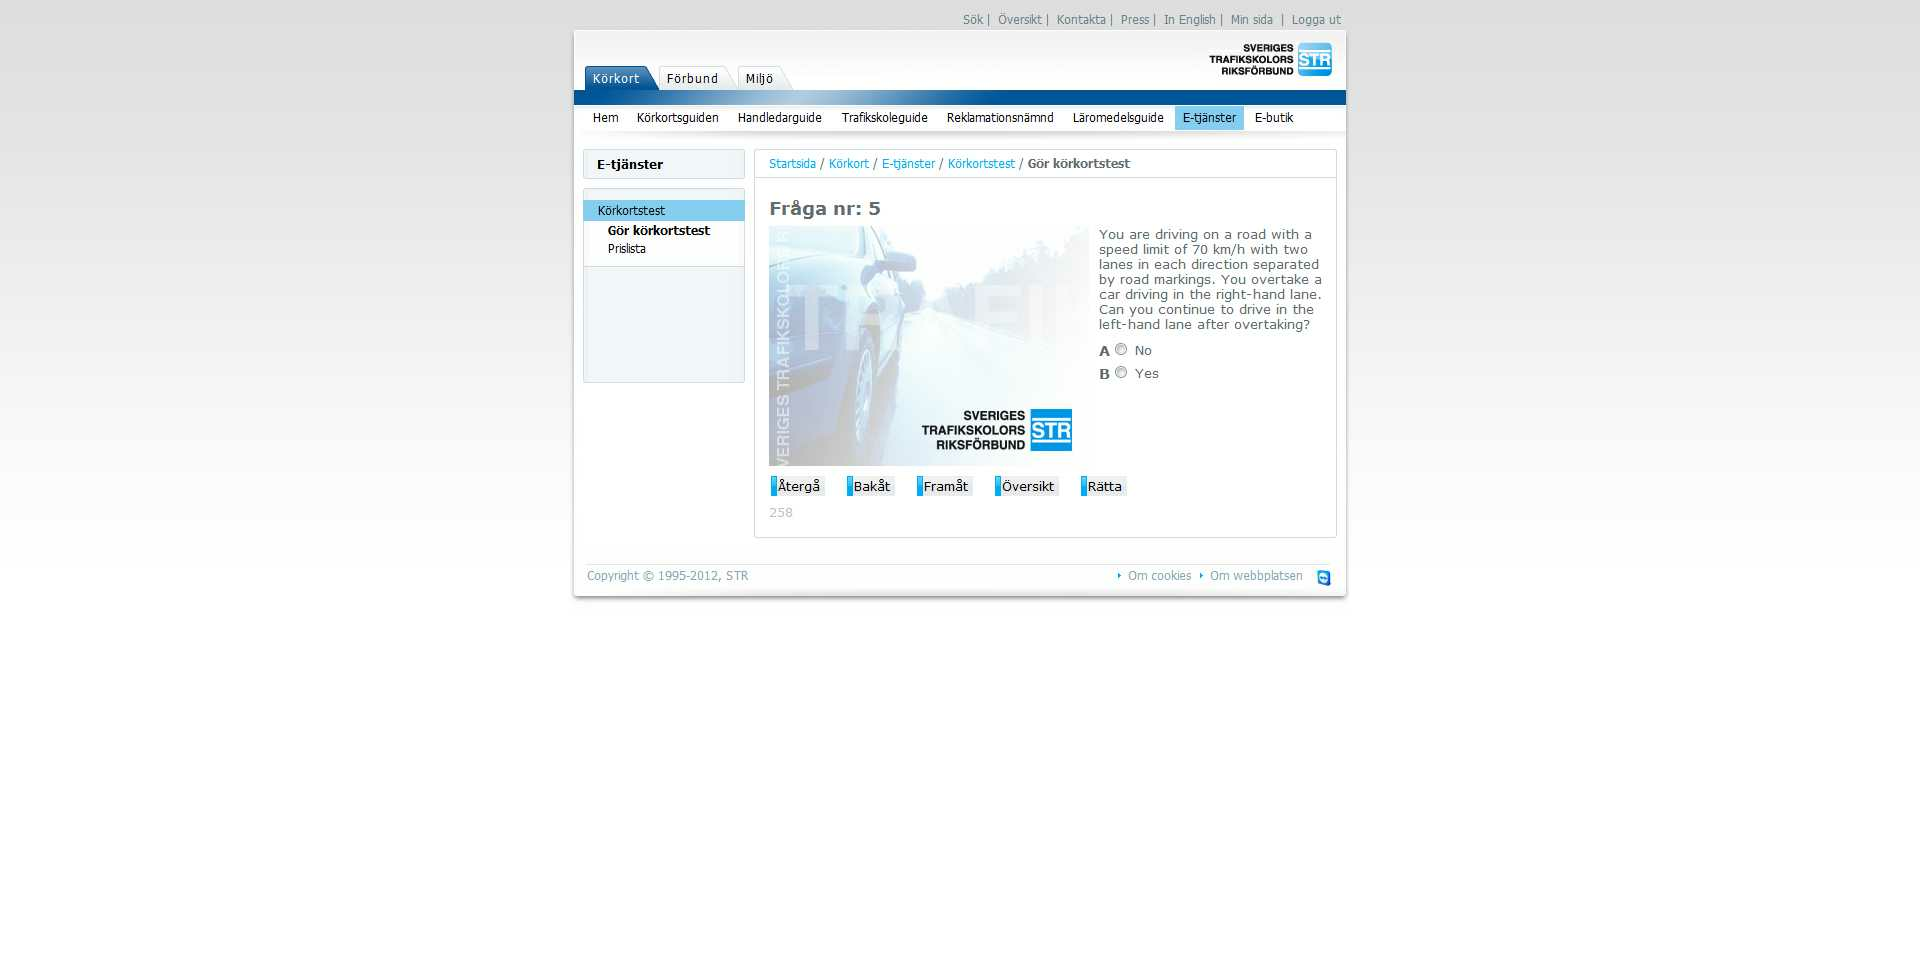 Sök | Översikt | Kontakta | Press | In English | Min sida | Logga ut
SVERIGES
TRAFIKSKOLORS
RIKSFÖRBUND
STR
Körkort Förbund Miljö
Hem Körkortsguiden Handledarguide Trafikskoleguide Reklamationsnämnd Läromedelsguide E-tjänster E-butik
E-tjänster
Startsida / Körkort / E-tjänster / Körkortstest / Gör körkortstest
Körkortstest
Gör körkortstest
Prislista
Fråga nr: 5
You are driving on a road with a
speed limit of 70 km/h with two
lanes in each direction separated
by road markings. You overtake a
car driving in the right-hand lane.
Can you continue to drive in the
left-hand lane after overtaking?
A No
B Yes
SVERIGES
TRAFIKSKOLORS
RIKSFÖRBUND
STR
Återgå Bakåt Framåt Översikt Rätta
258
Copyright © 1995-2012, STR
Om cookies Om webbplatsen